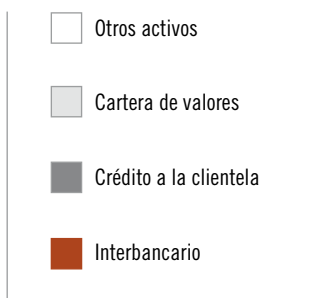 Otros activos
Cartera de valores
Crédito a la clientela
Interbancario